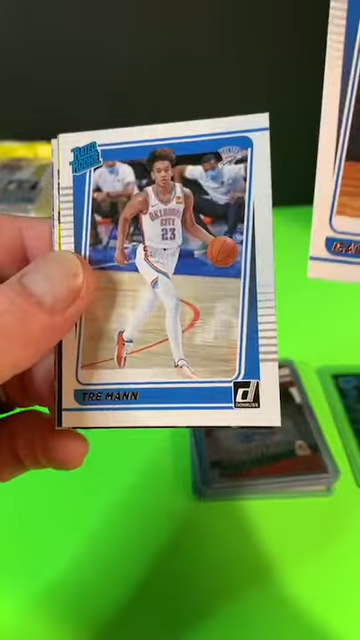 RATED
ROOKIE
OKLAHOMA
CITY
23
TRE MANN
DONRUSS